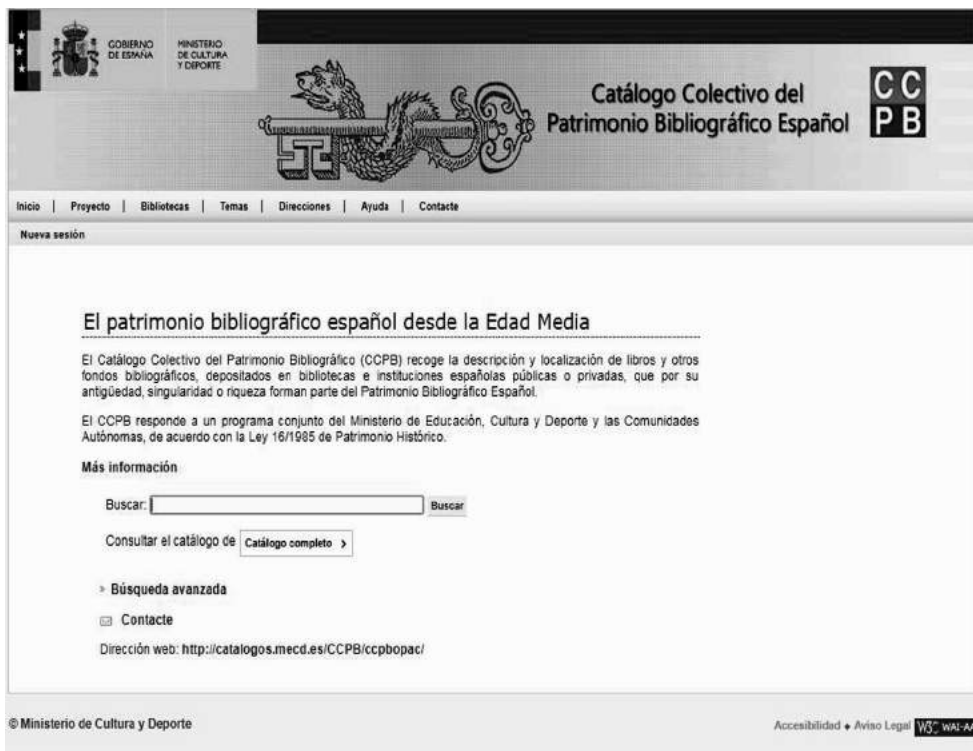 GOBIERNO
DE ESPAÑA
MINISTERIO
DE CULTURA
Y DEPORTE
Catálogo Colectivo del
Patrimonio Bibliográfico Español
CC
PB
Inicio | Proyecto | Bibliotecas | Temas | Direcciones | Ayuda | Contacte
Nueva sesión
El patrimonio bibliográfico español desde la Edad Media
El Catálogo Colectivo del Patrimonio Bibliográfico (CCPB) recoge la descripción y localización de libros y otros
fondos bibliográficos, depositados en bibliotecas e instituciones españolas públicas o privadas, que por su
antigüedad, singularidad o riqueza forman parte del Patrimonio Bibliográfico Español.
El CCPB responde a un programa conjunto del Ministerio de Educación, Cultura y Deporte y las Comunidades
Autónomas, de acuerdo con la Ley 16/1985 de Patrimonio Histórico.
Más información
Buscar: Buscar
Consultar el catálogo de Catálogo completo >
» Búsqueda avanzada
Contacte
Dirección web: http://catalogos.mecd.es/CCPB/ccpbopac/
© Ministerio de Cultura y Deporte
Accesibilidad ♦ Aviso Legal W3C WAI-AA